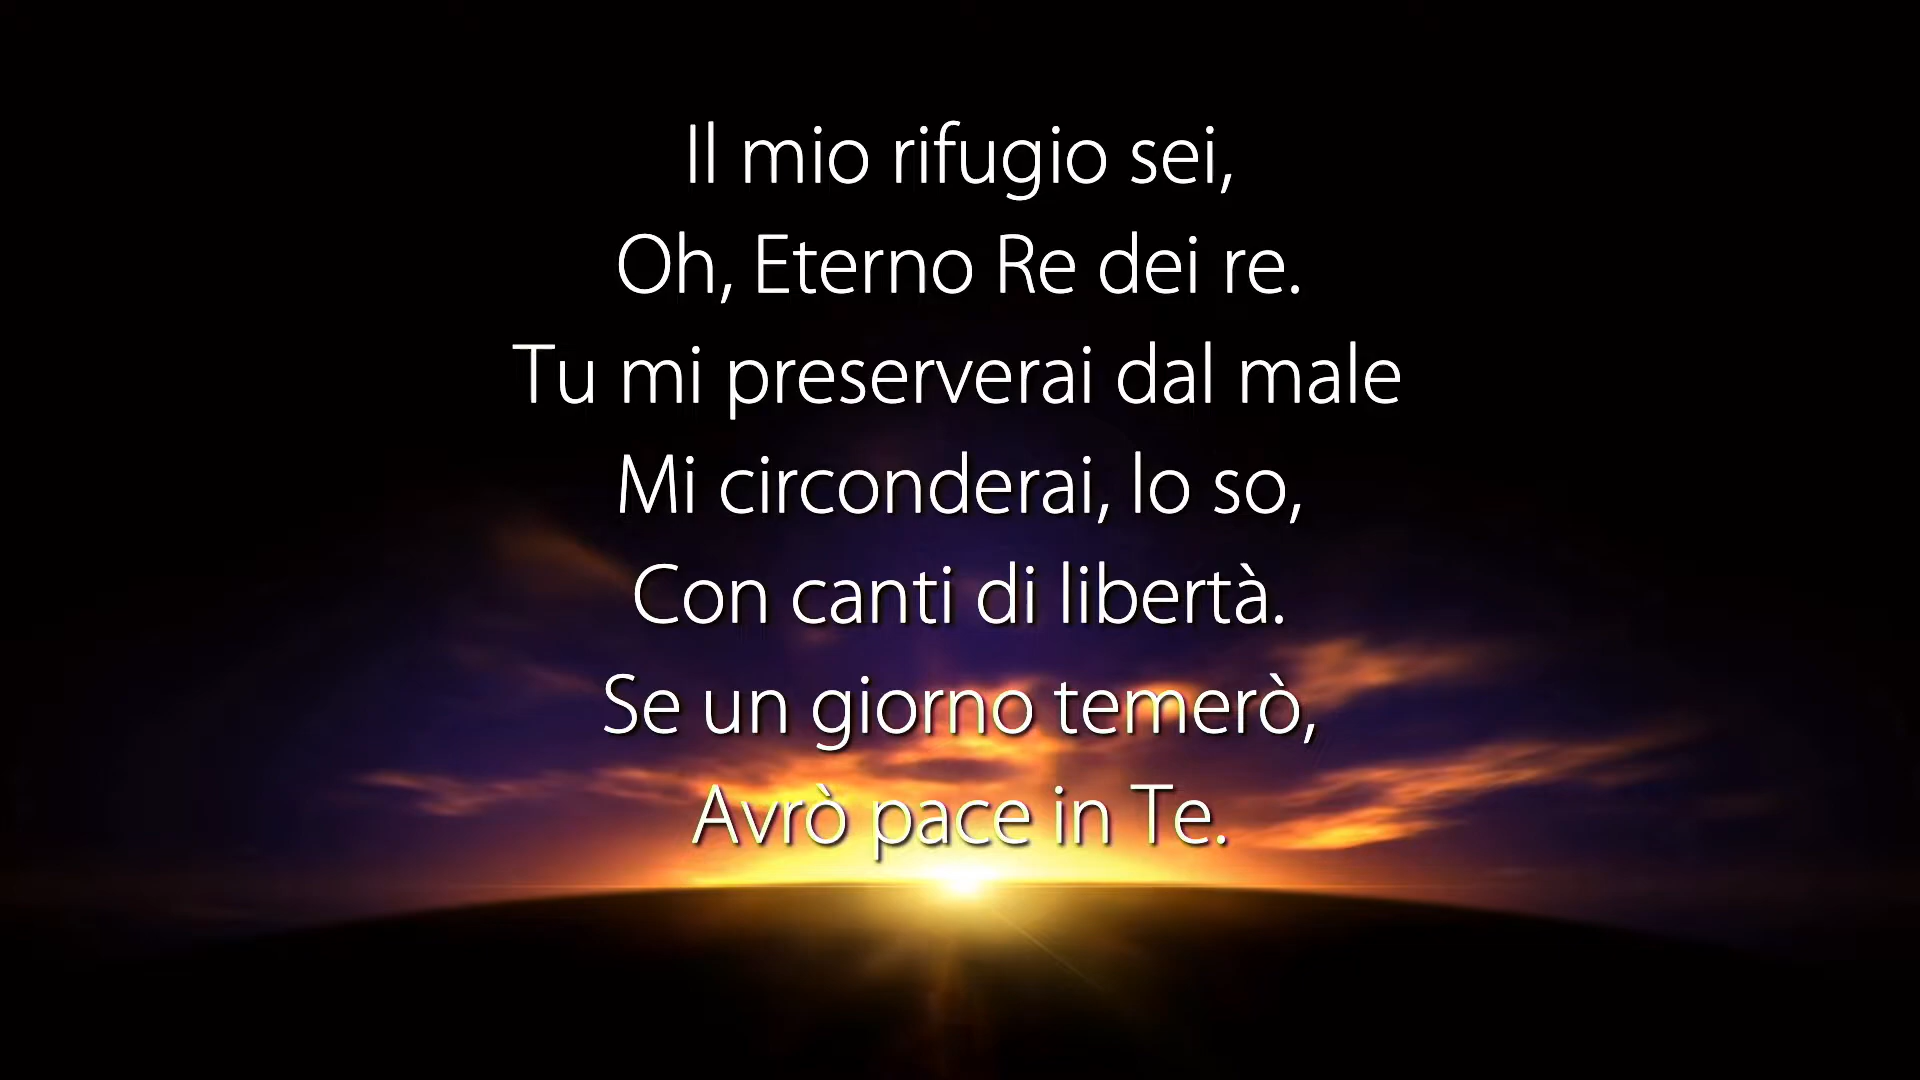 Il mio rifugio sei,
Oh, Eterno Re dei re.
Tu mi preserverai dal male
Mi circonderai, lo so,
Con canti di libertà.
Se un giorno temerò,
Avrò pace in Te.